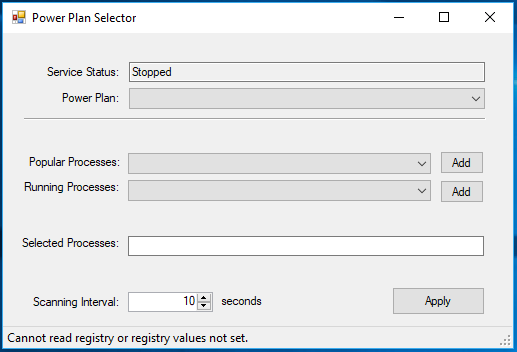 Power Plan Selector
Service Status: Stopped
Power Plan:
Popular Processes: Add
Running Processes: Add
Selected Processes:
Scanning Interval: 10 seconds Apply
Cannot read registry or registry values not set.